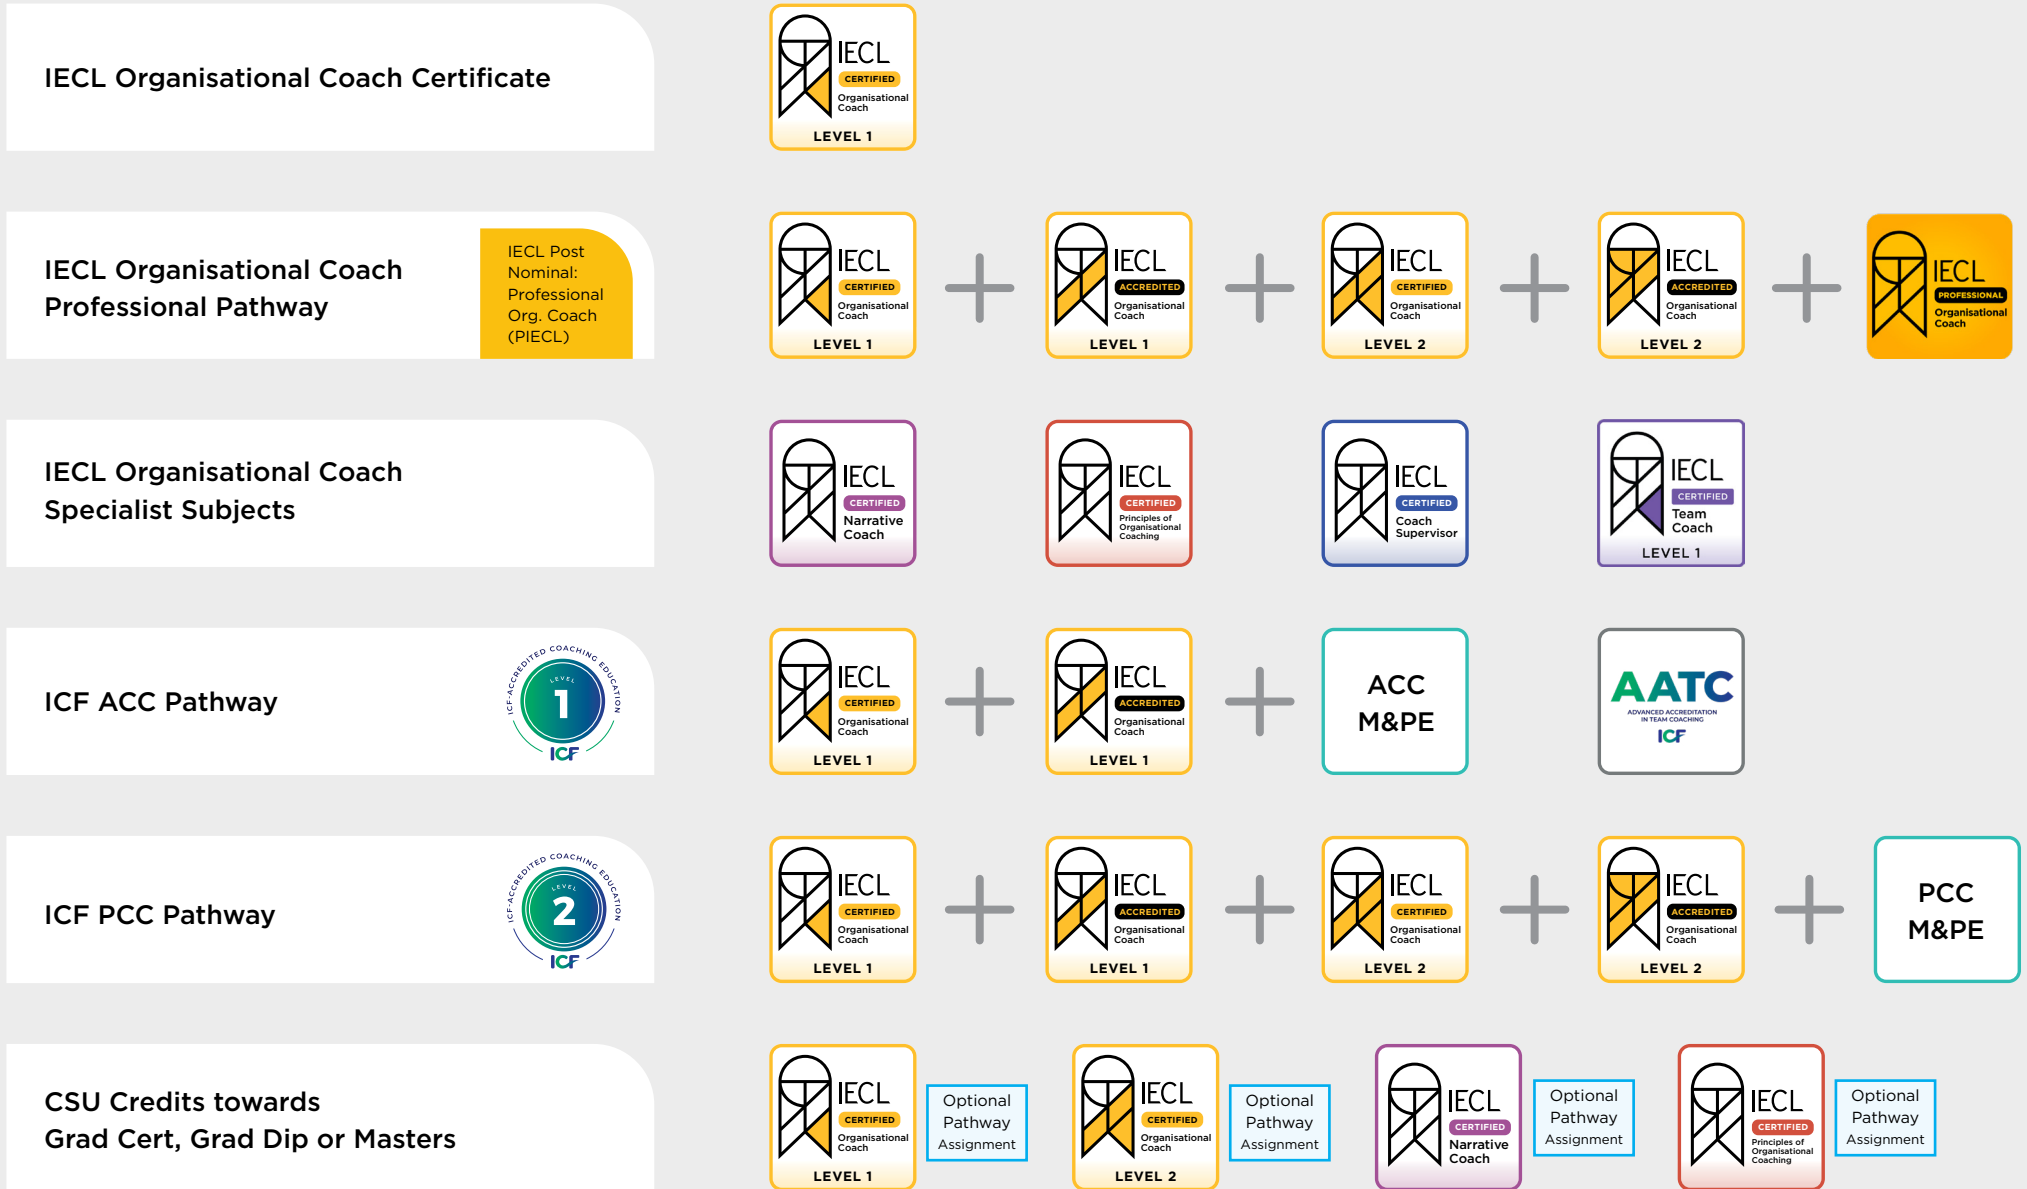 IECL Organisational Coach Certificate
IECL
CERTIFIED
Organisational
Coach
LEVEL 1
IECL Organisational Coach
Professional Pathway
IECL Post
Nominal:
Professional
Org. Coach
(PIECL)
IECL
CERTIFIED
Organisational
Coach
LEVEL 1
IECL
ACCREDITED
Organisational
Coach
LEVEL 1
IECL
CERTIFIED
Organisational
Coach
LEVEL 2
IECL
ACCREDITED
Organisational
Coach
LEVEL 2
IECL
PROFESSIONAL
Organisational
Coach
IECL Organisational Coach
Specialist Subjects
IECL
CERTIFIED
Narrative
Coach
IECL
CERTIFIED
Principles of
Organisational
Coaching
IECL
CERTIFIED
Coach
Supervisor
IECL
CERTIFIED
Team
Coach
LEVEL 1
ICF ACC Pathway
ICF-ACCREDITED COACHING EDUCATION
LEVEL
1
ICF
IECL
CERTIFIED
Organisational
Coach
LEVEL 1
IECL
ACCREDITED
Organisational
Coach
LEVEL 1
ACC
M&PE
AATC
ADVANCED ACCREDITATION
IN TEAM COACHING
ICF
ICF PCC Pathway
ICF-ACCREDITED COACHING EDUCATION
LEVEL
2
ICF
IECL
CERTIFIED
Organisational
Coach
LEVEL 1
IECL
ACCREDITED
Organisational
Coach
LEVEL 1
IECL
CERTIFIED
Organisational
Coach
LEVEL 2
IECL
ACCREDITED
Organisational
Coach
LEVEL 2
PCC
M&PE
CSU Credits towards
Grad Cert, Grad Dip or Masters
IECL
CERTIFIED
Organisational
Coach
LEVEL 1
Optional
Pathway
Assignment
IECL
CERTIFIED
Organisational
Coach
LEVEL 2
Optional
Pathway
Assignment
IECL
CERTIFIED
Narrative
Coach
Optional
Pathway
Assignment
IECL
CERTIFIED
Principles of
Organisational
Coaching
Optional
Pathway
Assignment